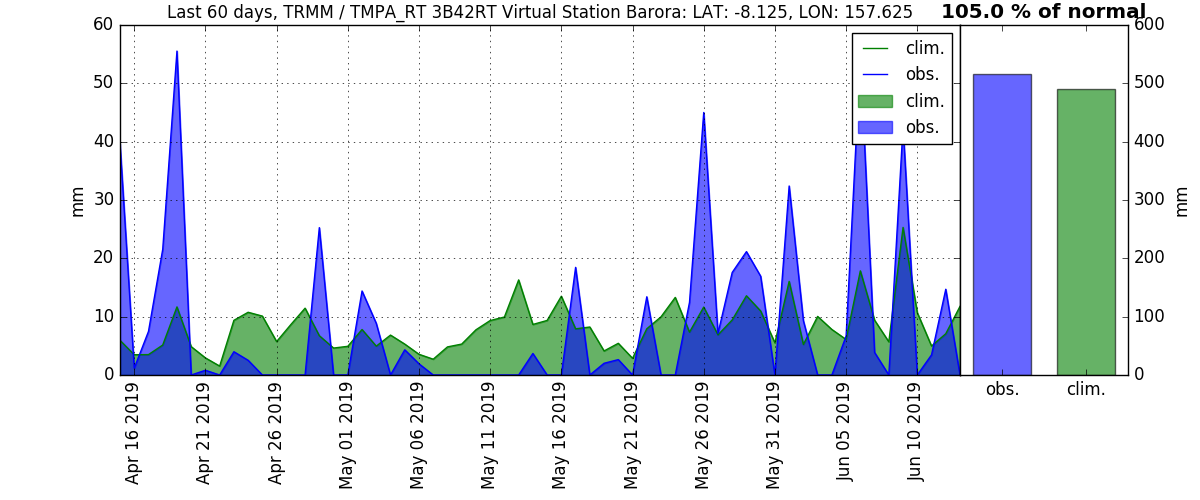 Last 60 days, TRMM / TMPA_RT 3B42RT Virtual Station Barora: LAT: -8.125, LON: 157.625
105.0 % of normal
60
50
40
30
20
10
0
mm
clim.
obs.
clim.
obs.
600
500
400
300
200
100
0
mm
obs.
clim.
Apr 16 2019
Apr 21 2019
Apr 26 2019
May 01 2019
May 06 2019
May 11 2019
May 16 2019
May 21 2019
May 26 2019
May 31 2019
Jun 05 2019
Jun 10 2019